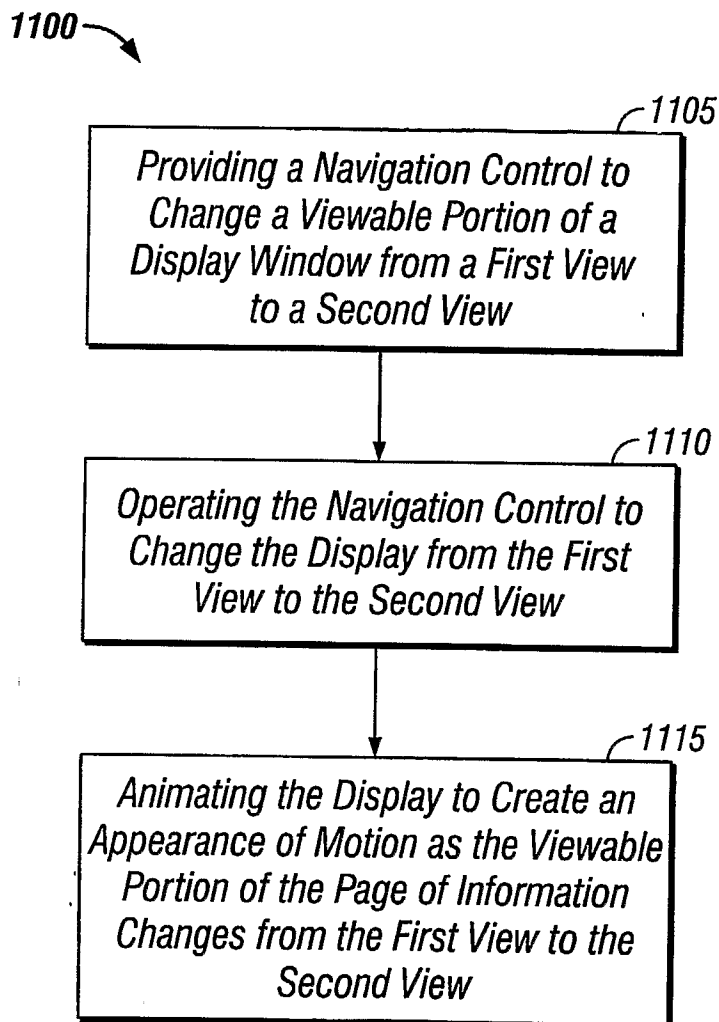 1100
1105
Providing a Navigation Control to
Change a Viewable Portion of a
Display Window from a First View
to a Second View
1110
Operating the Navigation Control to
Change the Display from the First
View to the Second View
1115
Animating the Display to Create an
Appearance of Motion as the Viewable
Portion of the Page of Information
Changes from the First View to the
Second View